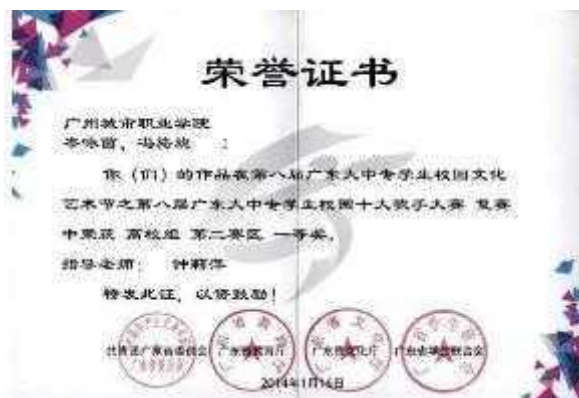 荣誉证书
广州城市职业学院
李咏茵，冯 ：
你（们）的作品在第八届广东大中专学生校园文化
艺术节之第八届广东大中专学生校园十大歌手大赛 复赛
中荣获 高校组 第二赛区 一等奖。
指导老师： 钟莉萍
特发此证，以资鼓励！
共青团广东省委员会 广东省教育厅 广东省文化厅 广东省学生联合会
2014年1月16日